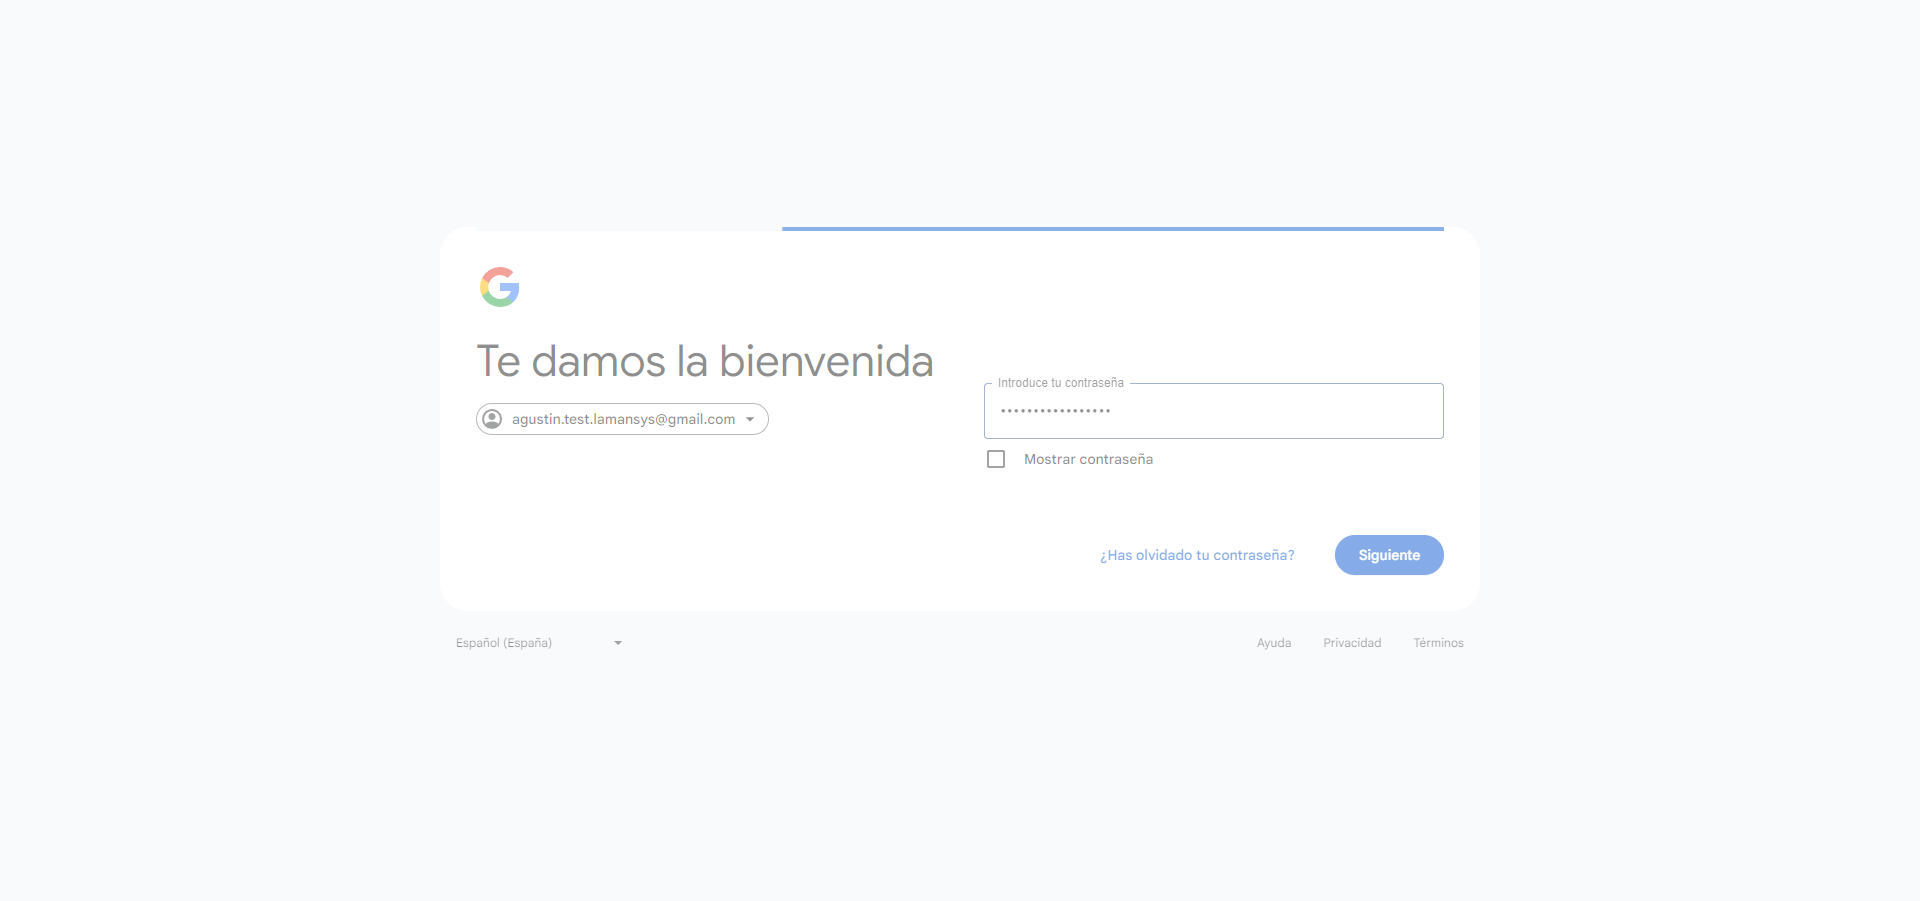 Te damos la bienvenida
agustin.test.lamansys@gmail.com
Introduce tu contraseña
•••••••••••••••••
Mostrar contraseña
¿Has olvidado tu contraseña?
Siguiente
Español (España)
Ayuda
Privacidad
Términos